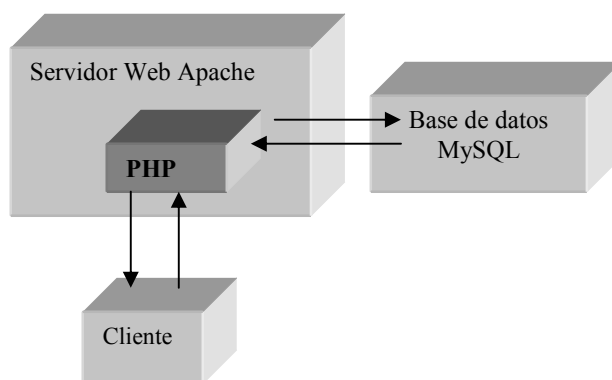 Servidor Web Apache
PHP
Base de datos
MySQL
Cliente